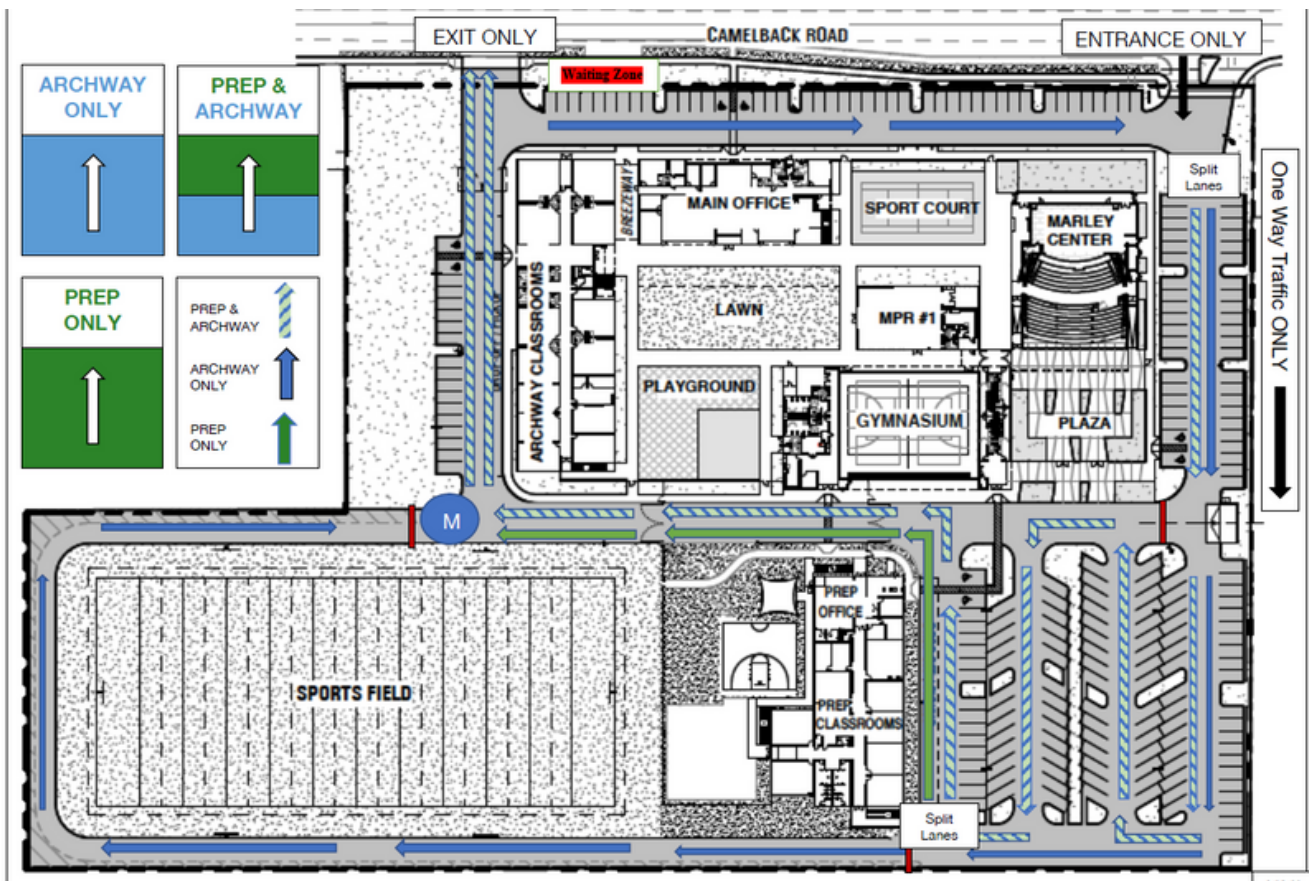 EXIT ONLY
CAMELBACK ROAD
ENTRANCE ONLY
Waiting Zone
ARCHWAY
ONLY
PREP &
ARCHWAY
PREP
ONLY
PREP &
ARCHWAY
ARCHWAY
ONLY
PREP
ONLY
BREEZEWAY
MAIN OFFICE
SPORT COURT
MARLEY
CENTER
Split
Lanes
One Way Traffic ONLY
ARCHWAY CLASSROOMS
LAWN
MPR #1
PLAYGROUND
GYMNASIUM
PLAZA
M
PREP
OFFICE
SPORTS FIELD
PREP
CLASSROOMS
Split
Lanes